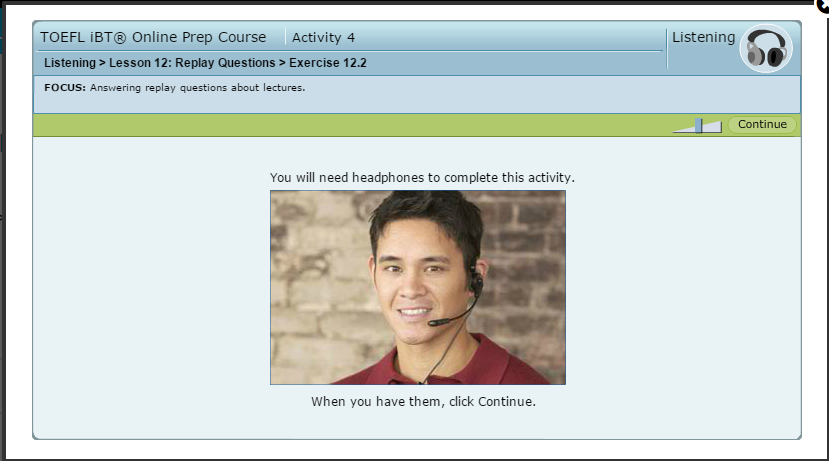 TOEFL iBT® Online Prep Course Activity 4
Listening
Listening > Lesson 12: Replay Questions > Exercise 12.2
FOCUS: Answering replay questions about lectures.
Continue
You will need headphones to complete this activity.
When you have them, click Continue.